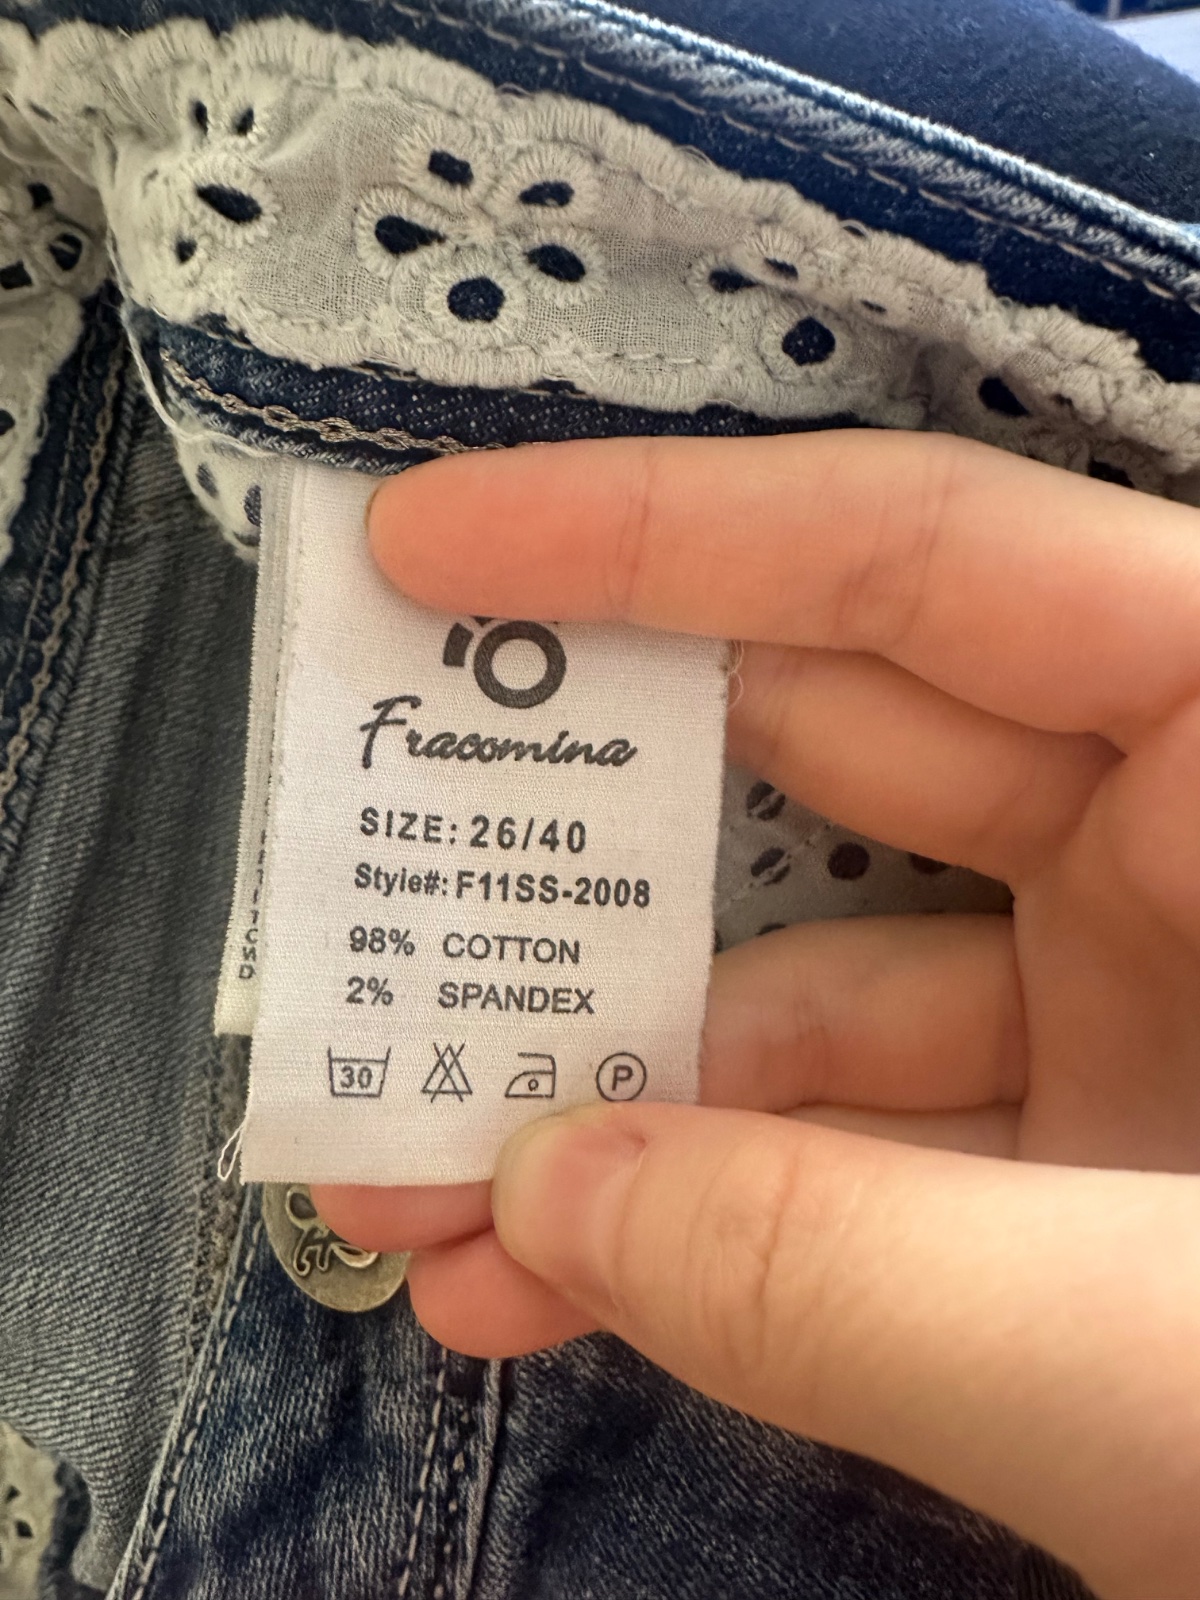 Fracomina
SIZE: 26/40
Style#: F11SS-2008
98% COTTON
2% SPANDEX
30 P